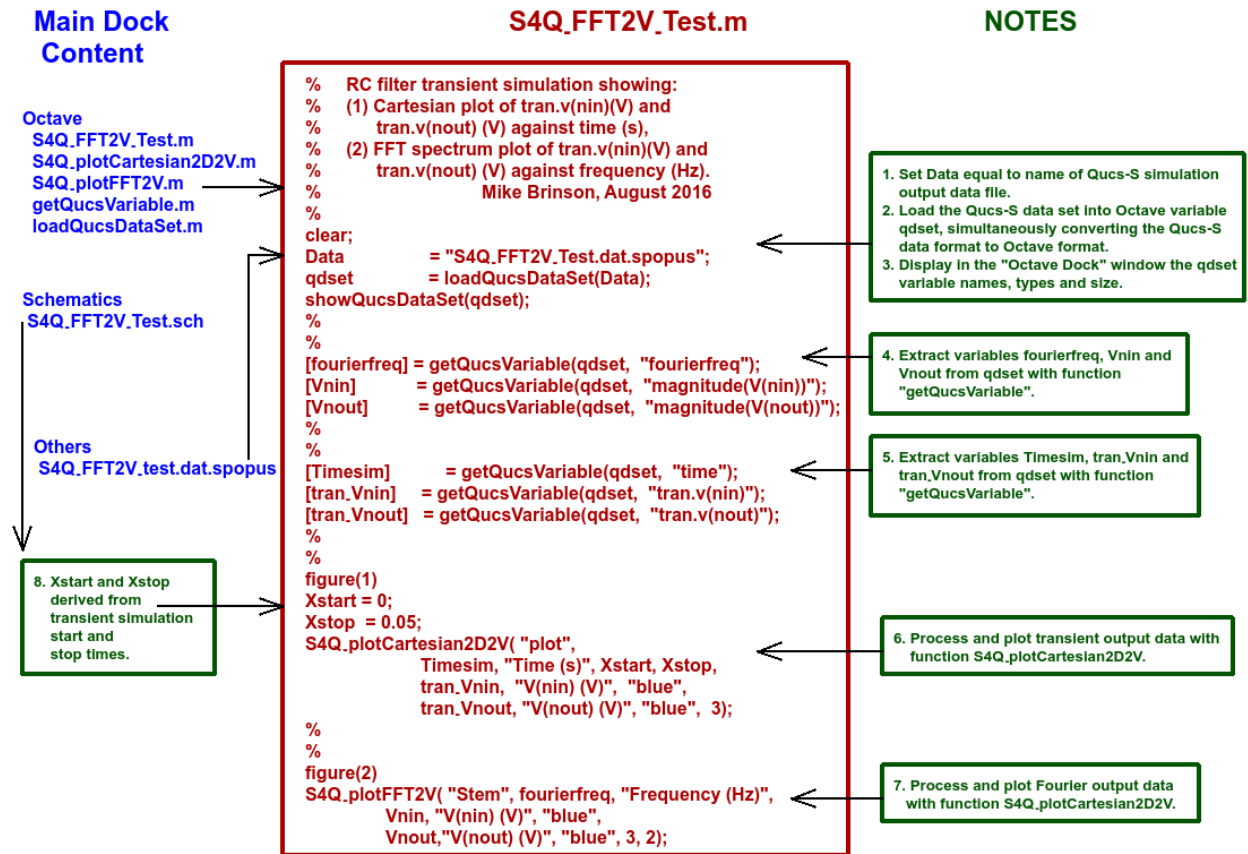 Main Dock
Content
S4Q_FFT2V_Test.m
NOTES
Octave
S4Q_FFT2V_Test.m
S4Q_plotCartesian2D2V.m
S4Q_plotFFT2V.m
getQucsVariable.m
loadQucsDataSet.m
Schematics
S4Q_FFT2V_Test.sch
Others
S4Q_FFT2V_test.dat.spopus
8. Xstart and Xstop
derived from
transient simulation
start and
stop times.
% RC filter transient simulation showing:
% (1) Cartesian plot of tran.v(nin)(V) and
% tran.v(nout) (V) against time (s),
% (2) FFT spectrum plot of tran.v(nin)(V) and
% tran.v(nout) (V) against frequency (Hz).
% Mike Brinson, August 2016
%
clear;
Data = "S4Q_FFT2V_Test.dat.spopus";
qdset = loadQucsDataSet(Data);
showQucsDataSet(qdset);
%
%
[fourierfreq] = getQucsVariable(qdset, "fourierfreq");
[Vnin] = getQucsVariable(qdset, "magnitude(V(nin))");
[Vnout] = getQucsVariable(qdset, "magnitude(V(nout))");
%
%
[Timesim] = getQucsVariable(qdset, "time");
[tran_Vnin] = getQucsVariable(qdset, "tran.v(nin)");
[tran_Vnout] = getQucsVariable(qdset, "tran.v(nout)");
%
%
figure(1)
Xstart = 0;
Xstop = 0.05;
S4Q_plotCartesian2D2V( "plot",
Timesim, "Time (s)", Xstart, Xstop,
tran_Vnin, "V(nin) (V)", "blue",
tran_Vnout, "V(nout) (V)", "blue", 3);
%
%
figure(2)
S4Q_plotFFT2V( "Stem", fourierfreq, "Frequency (Hz)",
Vnin, "V(nin) (V)", "blue",
Vnout,"V(nout) (V)", "blue", 3, 2);
1. Set Data equal to name of Qucs-S simulation
output data file.
2. Load the Qucs-S data set into Octave variable
qdset, simultaneously converting the Qucs-S
data format to Octave format.
3. Display in the "Octave Dock" window the qdset
variable names, types and size.
4. Extract variables fourierfreq, Vnin and
Vnout from qdset with function
"getQucsVariable".
5. Extract variables Timesim, tran_Vnin and
tran_Vnout from qdset with function
"getQucsVariable".
6. Process and plot transient output data with
function S4Q_plotCartesian2D2V.
7. Process and plot Fourier output data
with function S4Q_plotCartesian2D2V.